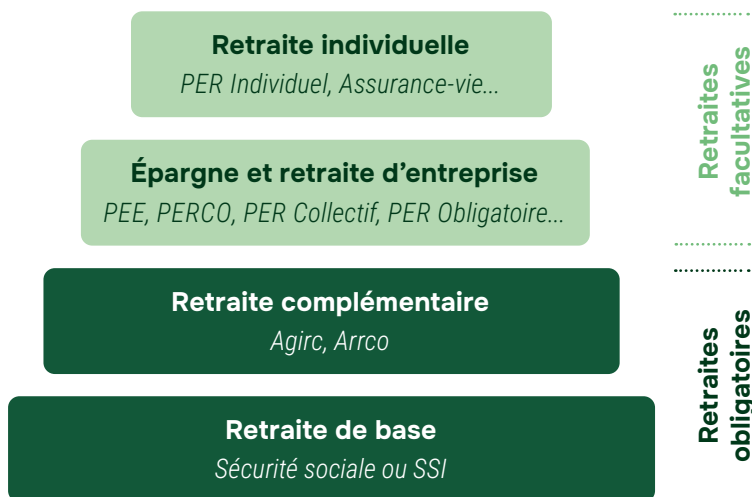 Retraite individuelle
PER Individuel, Assurance-vie...
Épargne et retraite d’entreprise
PEE, PERCO, PER Collectif, PER Obligatoire...
Retraites
facultatives
Retraite complémentaire
Agirc, Arrco
Retraite de base
Sécurité sociale ou SSI
Retraites
obligatoires